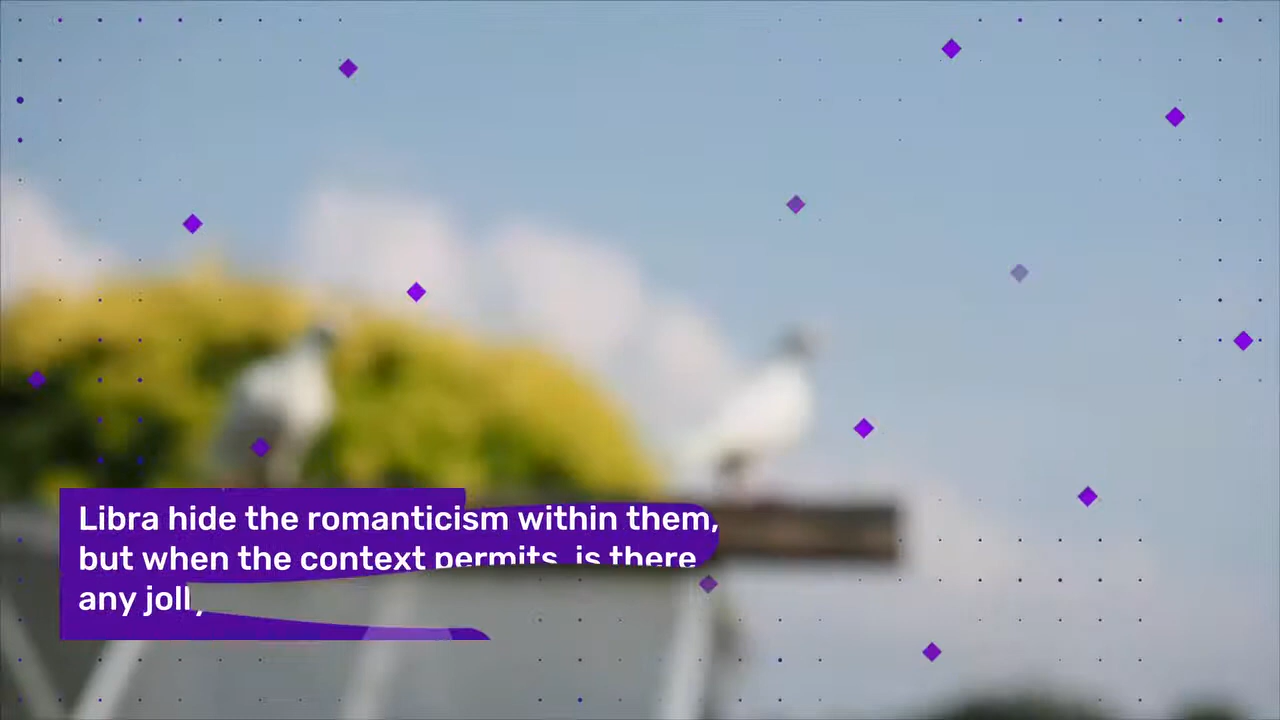 Libra hide the romanticism within them,
but when the context permits, is there
any